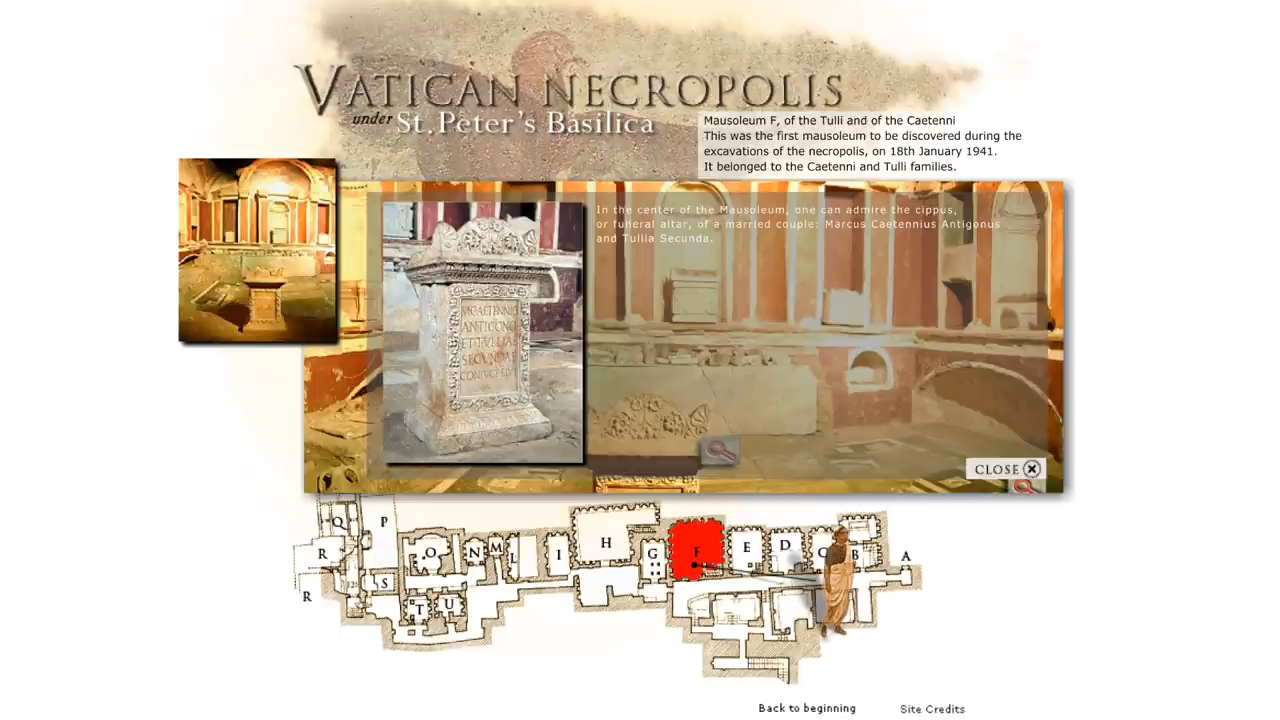 VATICAN NECROPOLIS
under St. Peter's Basilica
Mausoleum F, of the Tulli and of the Caetenni
This was the first mausoleum to be discovered during the
excavations of the necropolis, on 18th January 1941.
It belonged to the Caetenni and Tulli families.
In the center of the Mausoleum, one can admire the cippus,
or funeral altar, of a married couple: Marcus Caetennius Antigonus
and Tullia Secunda.
M CAETENNI
ANTIGONI
ET TVLLIAE
SECVNDAE
CLOSE
Q
P
R
O
N
M
L
I
H
G
F
E
D
C
B
A
S
R
T
U
Back to beginning
Site Credits